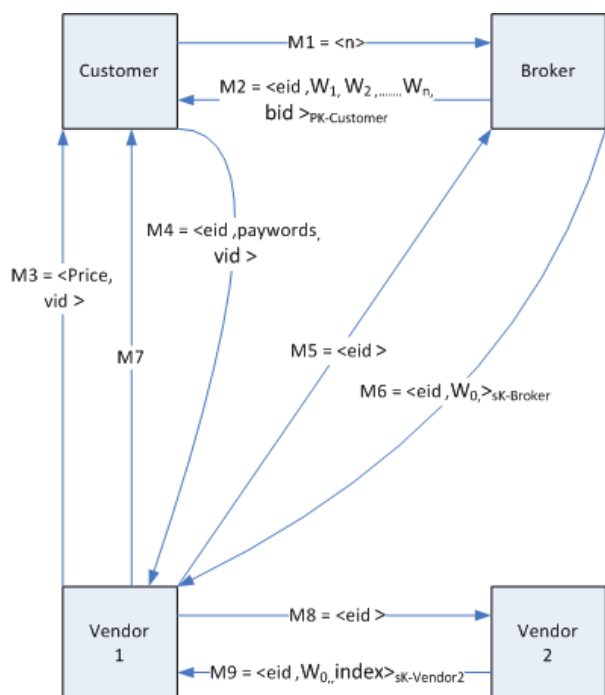 Customer
M1 = <n>
Broker
M2 = <eid ,W1, W2 ,....... Wn,
bid >PK-Customer
M4 = <eid ,paywords,
vid >
M3 = <Price,
vid >
M7
M5 = <eid >
M6 = <eid ,W0,>sK-Broker
Vendor
1
M8 = <eid >
Vendor
2
M9 = <eid ,W0,,index>sK-Vendor2